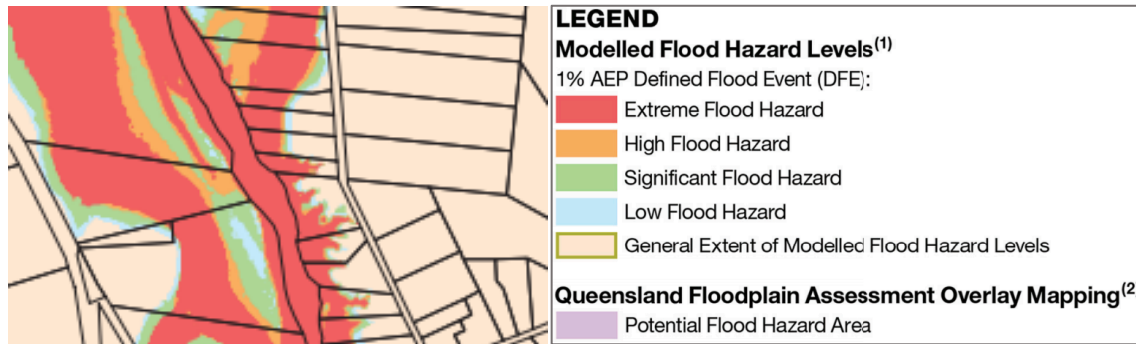 LEGEND
Modelled Flood Hazard Levels(1)
1% AEP Defined Flood Event (DFE):
Extreme Flood Hazard
High Flood Hazard
Significant Flood Hazard
Low Flood Hazard
General Extent of Modelled Flood Hazard Levels
Queensland Floodplain Assessment Overlay Mapping(2
Potential Flood Hazard Area